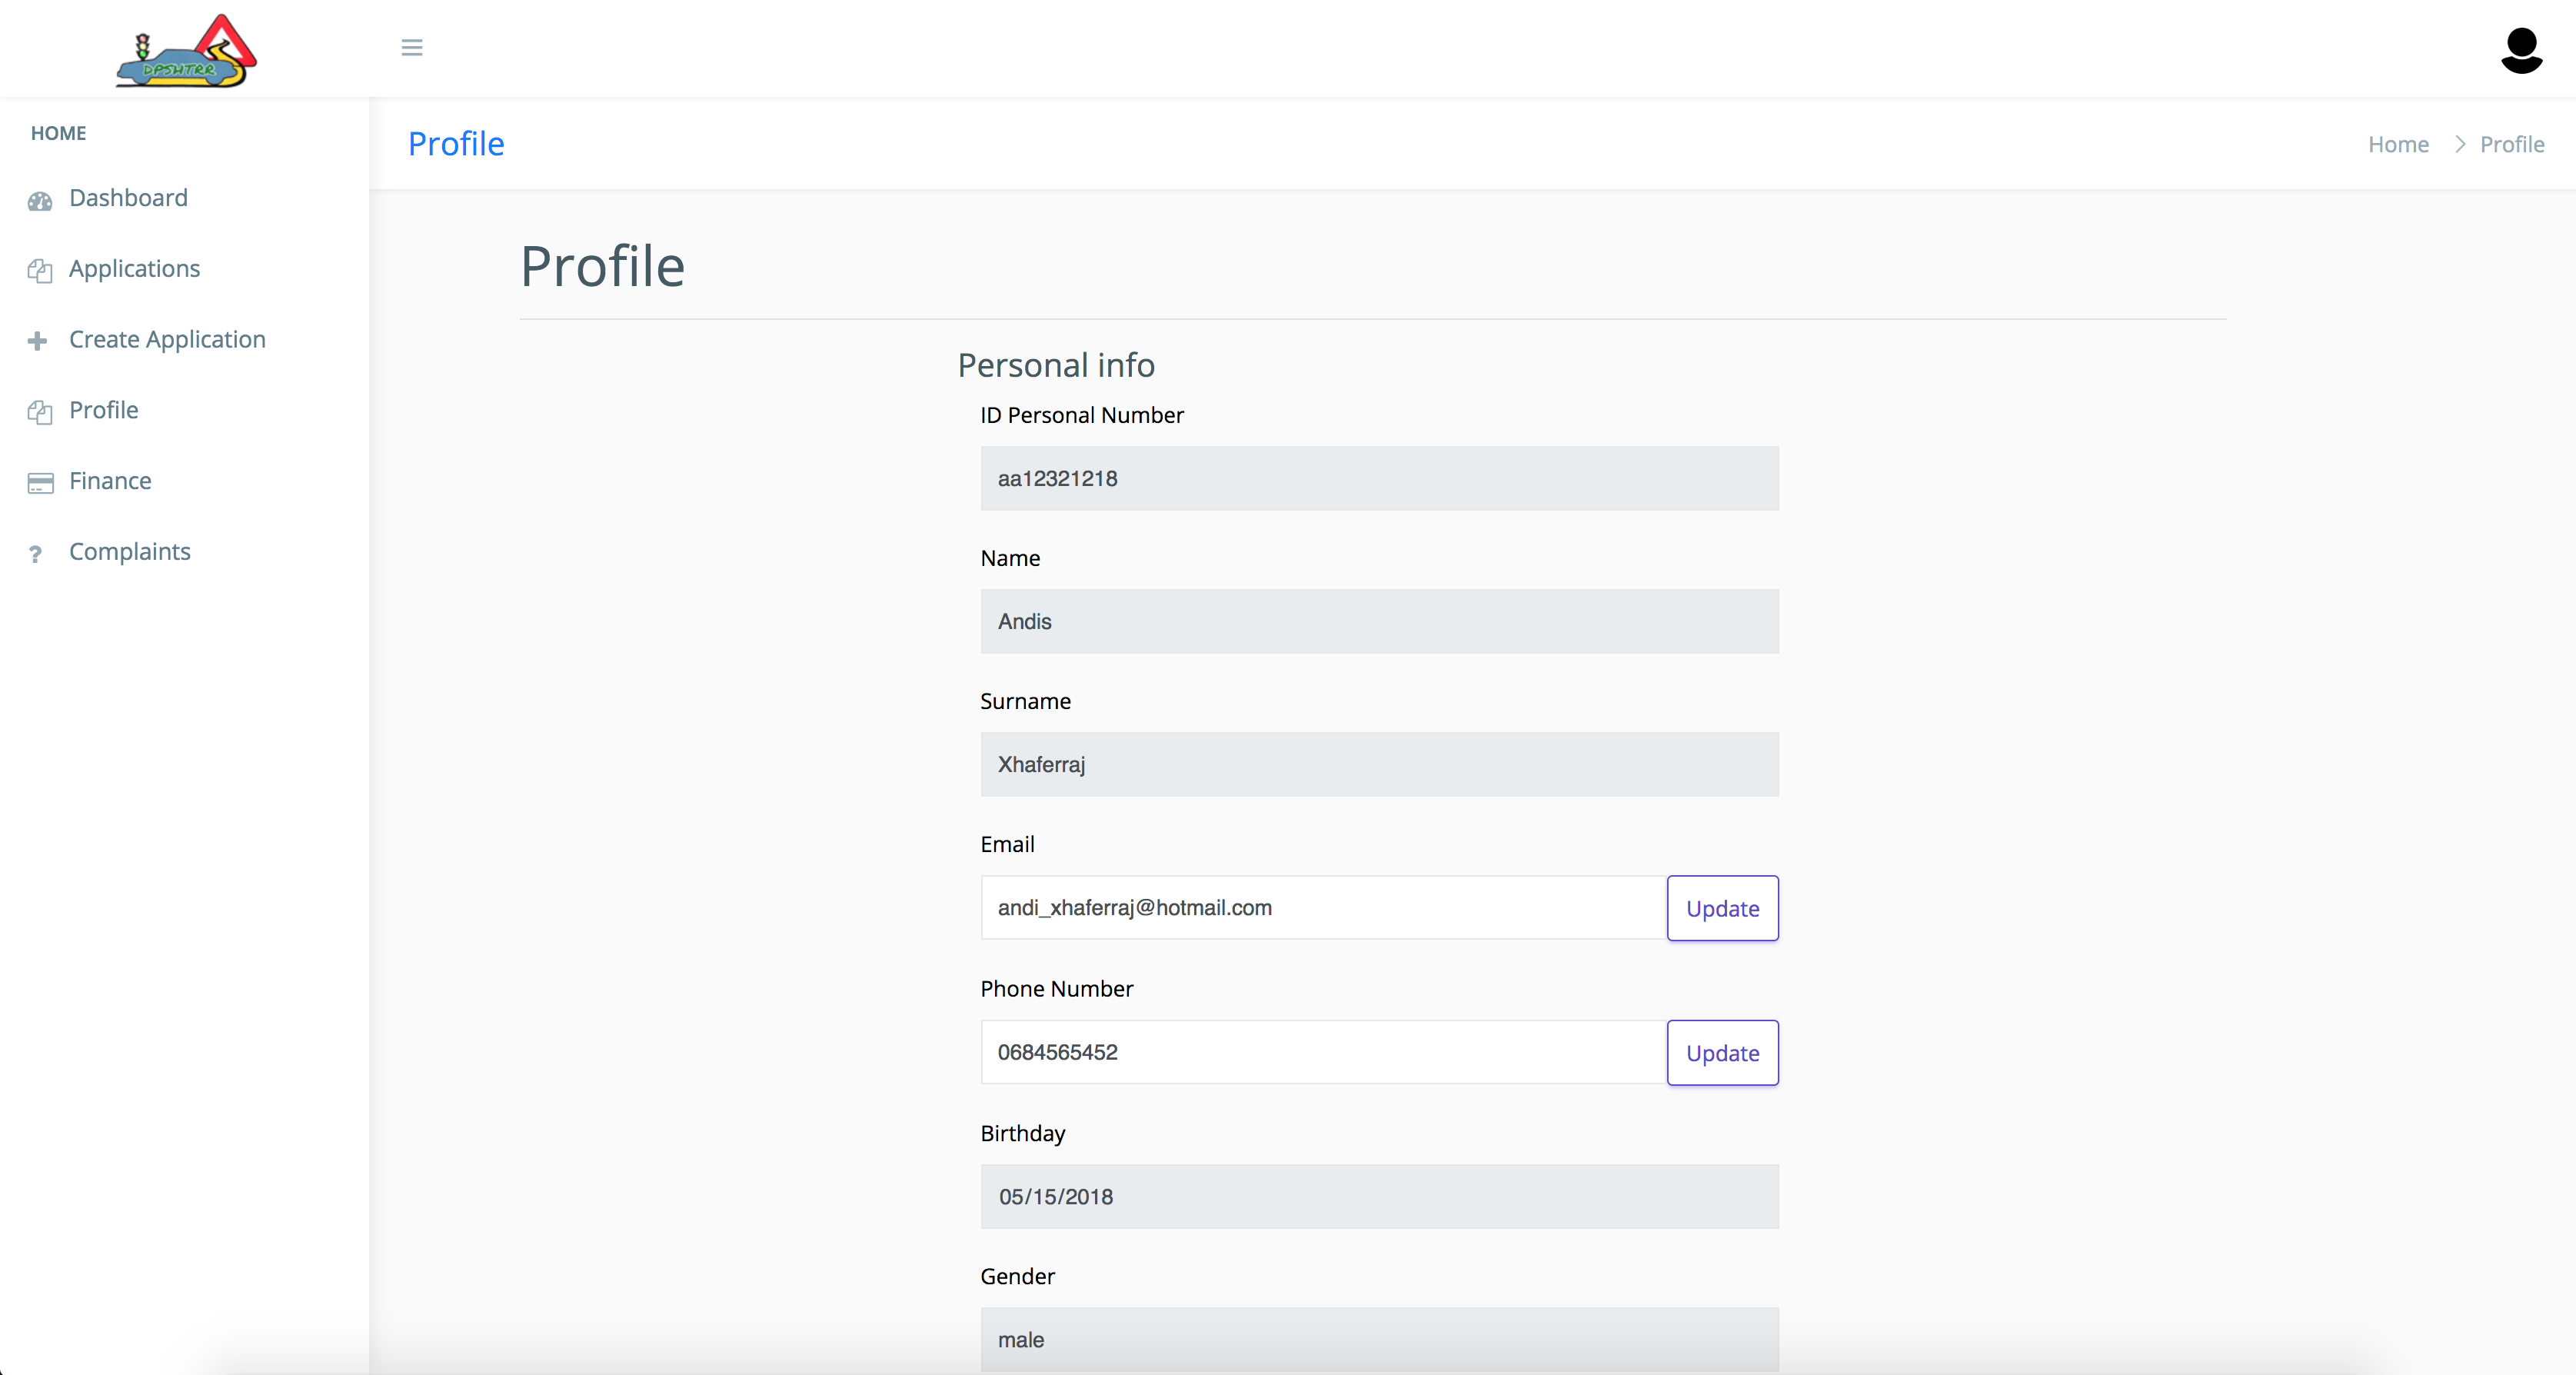 DPSHTRR
HOME
Dashboard
Applications
Create Application
Profile
Finance
Complaints
Profile
Home > Profile
Profile
Personal info
ID Personal Number
aa12321218
Name
Andis
Surname
Xhaferraj
Email
andi_xhaferraj@hotmail.com
Update
Phone Number
0684565452
Update
Birthday
05/15/2018
Gender
male